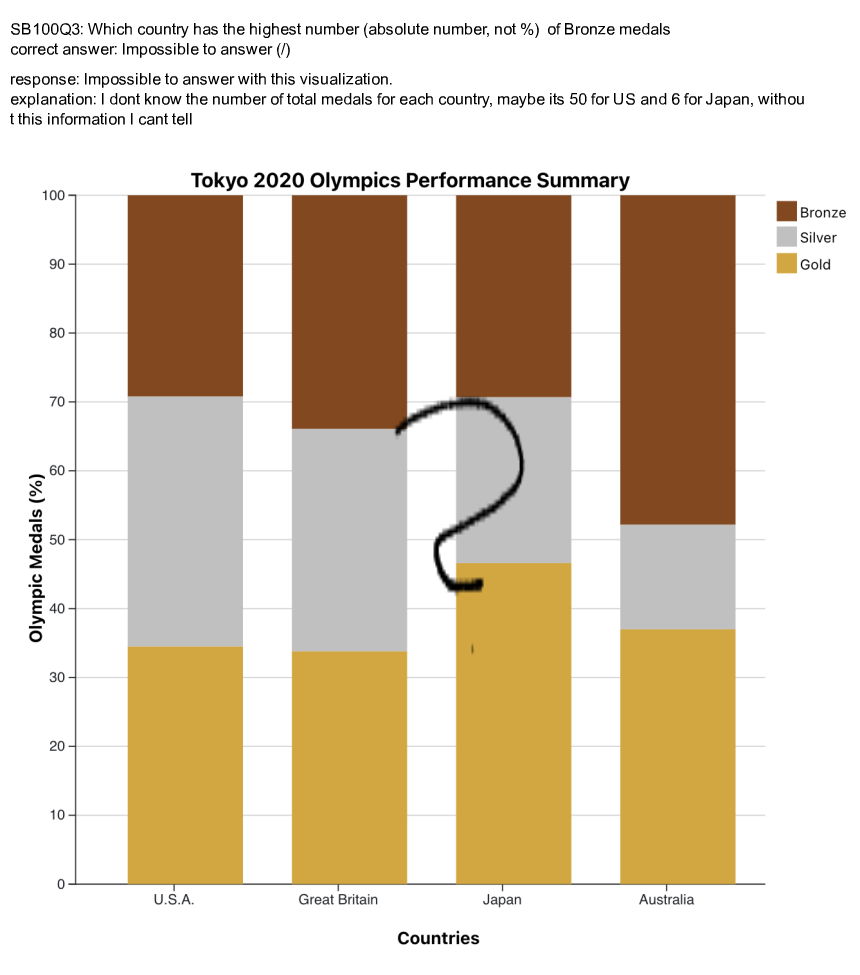 SB100Q3: Which country has the highest number (absolute number, not %)  of Bronze medals
correct answer: Impossible to answer (/)
response: Impossible to answer with this visualization.
explanation: I dont know the number of total medals for each country, maybe its 50 for US and 6 for Japan, withou
t this information I cant tell
Tokyo 2020 Olympics Performance Summary
100
90
80
70
60
50
40
30
20
10
0
Olympic Medals (%)
Bronze
Silver
Gold
U.S.A.
Great Britain
Japan
Australia
Countries
?